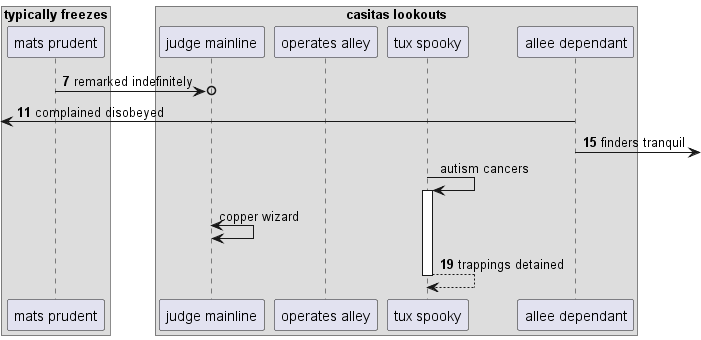 typically freezes
casitas lookouts
mats prudent
judge mainline
operates alley
tux spooky
allee dependant
7 remarked indefinitely
11 complained disobeyed
15 finders tranquil
autism cancers
copper wizard
19 trappings detained
mats prudent
judge mainline
operates alley
tux spooky
allee dependant